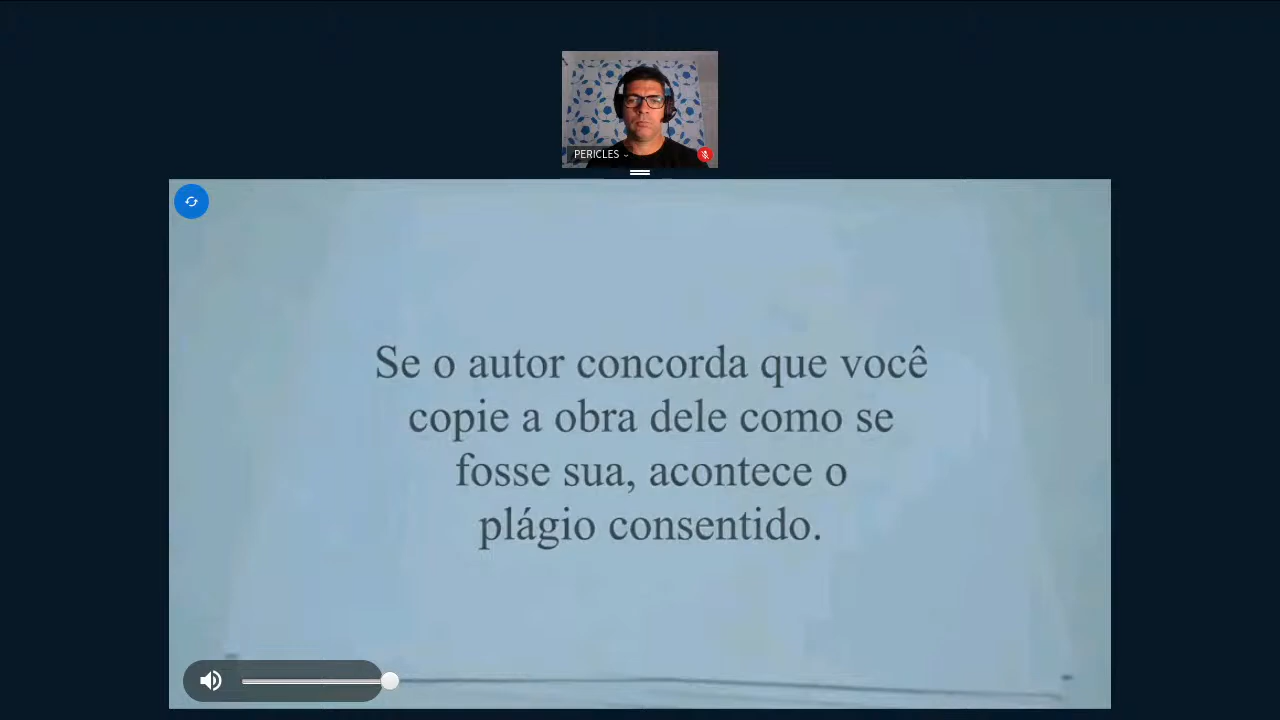 PERICLES
Se o autor concorda que você
copie a obra dele como se
fosse sua, acontece o
plágio consentido.